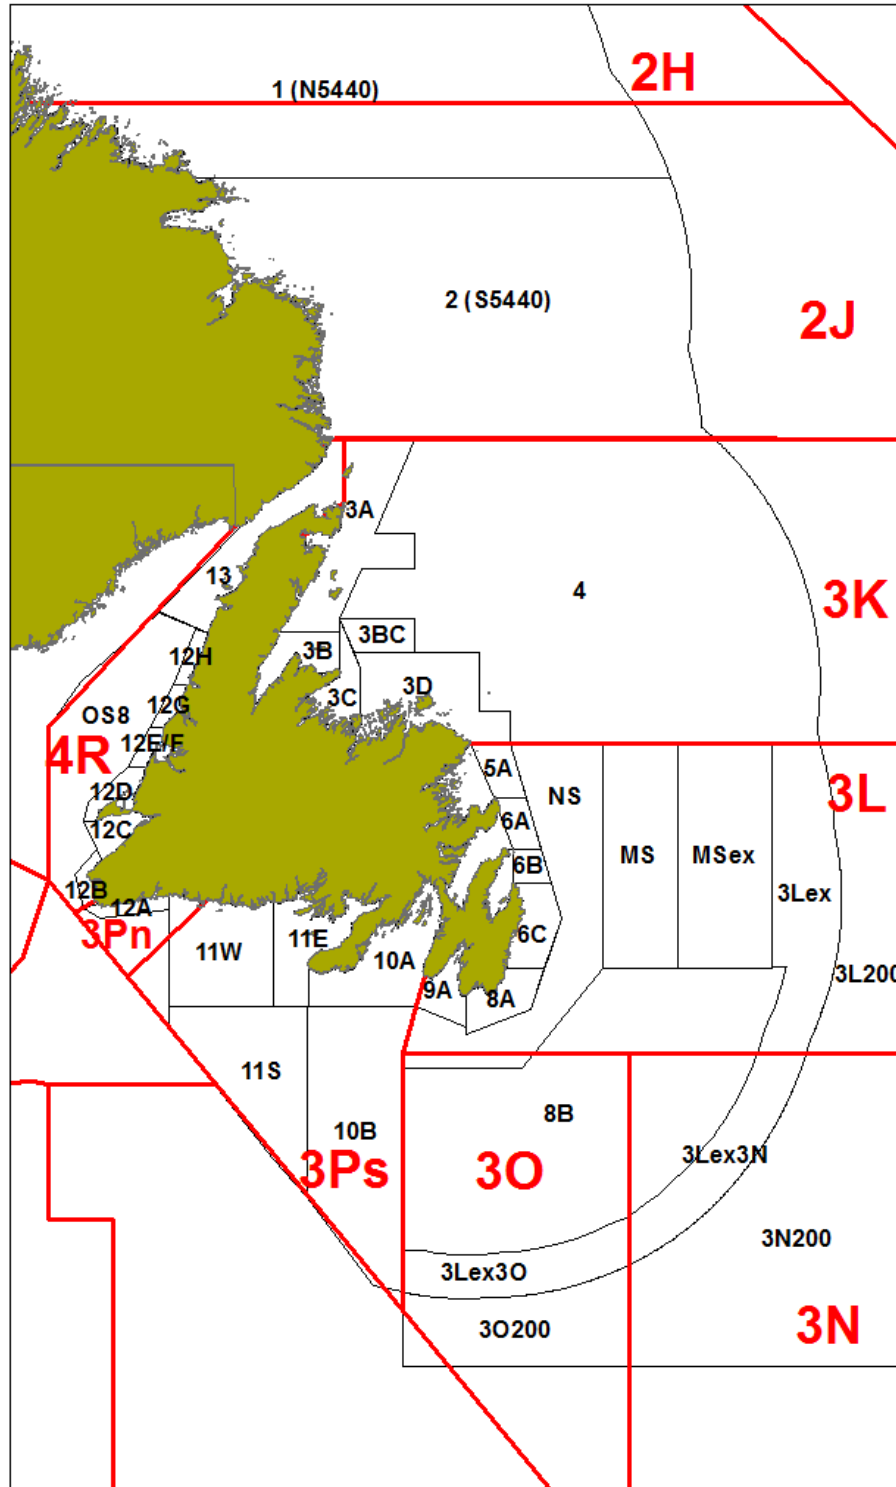 2H
1 (N5440)
2 (S5440)
2J
3A
13
4
3K
3BC
3B
12H
3C
3D
12G
OS8
12E/F
4R
5A
12D
NS
3L
6A
12C
MS
MSex
6B
12B
3Lex
12A
3Pn
11W
11E
6C
10A
3L200
9A
8A
11S
8B
10B
3Lex3N
3Ps
3O
3N200
3Lex3O
3O200
3N